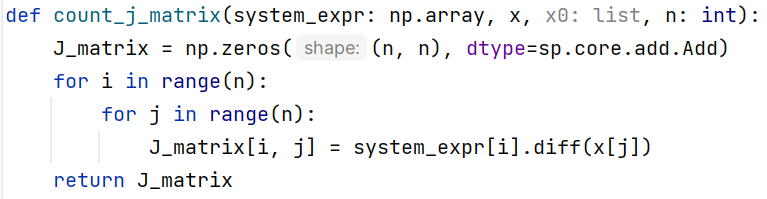 def count_j_matrix(system_expr: np.array, x, x0: list, n: int):
    J_matrix = np.zeros( shape: (n, n), dtype=sp.core.add.Add)
    for i in range(n):
        for j in range(n):
            J_matrix[i, j] = system_expr[i].diff(x[j])
    return J_matrix